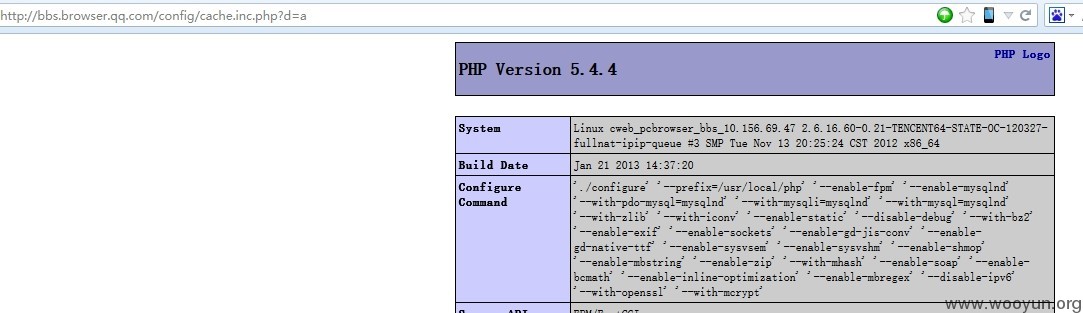 http://bbs.browser.qq.com/config/cache.inc.php?d=a
PHP Logo
PHP Version 5.4.4
System
Linux cweb_pcbrowser_bbs_10.156.69.47 2.6.16.60-0.21-TENCENT64-STATE-OC-120327-
fullnat-ipip-queue #3 SMP Tue Nov 13 20:25:24 CST 2012 x86_64
Build Date
Jan 21 2013 14:37:20
Configure
Command
'./configure' '--prefix=/usr/local/php' '--enable-fpm' '--enable-mysqlnd'
'--with-pdo-mysql=mysqlnd' '--with-mysqli=mysqlnd' '--with-mysql=mysqlnd'
'--with-zlib' '--with-iconv' '--enable-static' '--disable-debug' '--with-bz2'
'--enable-exif' '--enable-sockets' '--enable-gd-jis-conv' '--enable-
gd-native-ttf' '--enable-sysvsem' '--enable-sysvshm' '--enable-shmop'
'--enable-mbstring' '--enable-zip' '--with-mhash' '--enable-soap' '--enable-
bcmath' '--enable-inline-optimization' '--enable-mbregex' '--disable-ipv6'
'--with-openssl' '--with-mcrypt'
www.wooyun.org